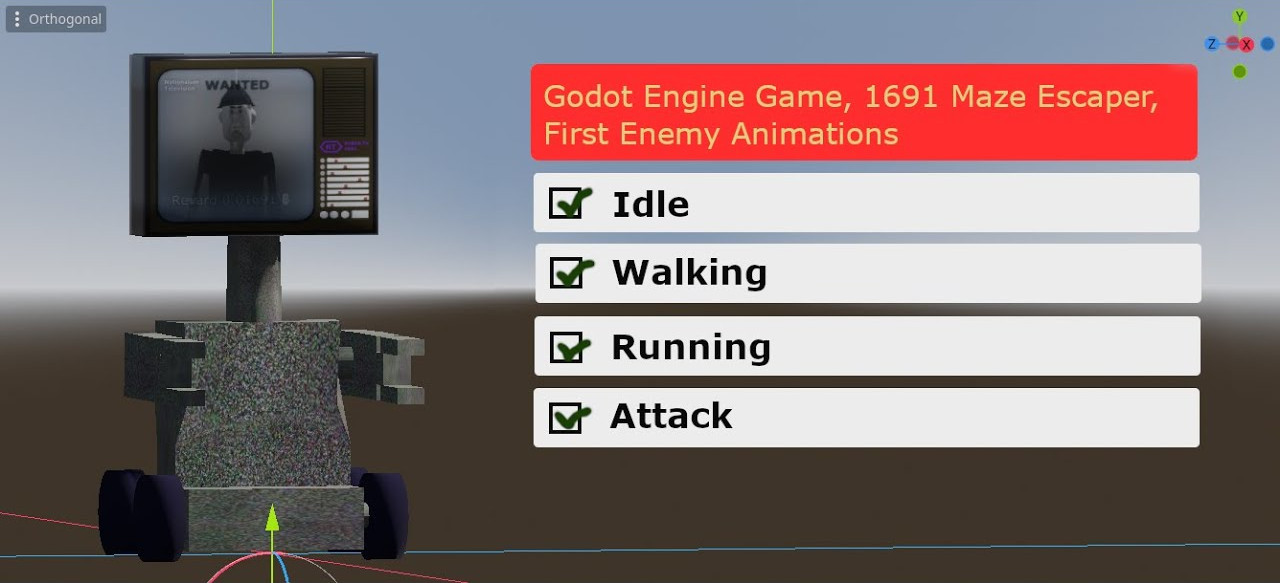 Orthogonal
Y
Z
X
WANTED
Godot Engine Game, 1691 Maze Escaper,
First Enemy Animations
Idle
Walking
Running
Attack